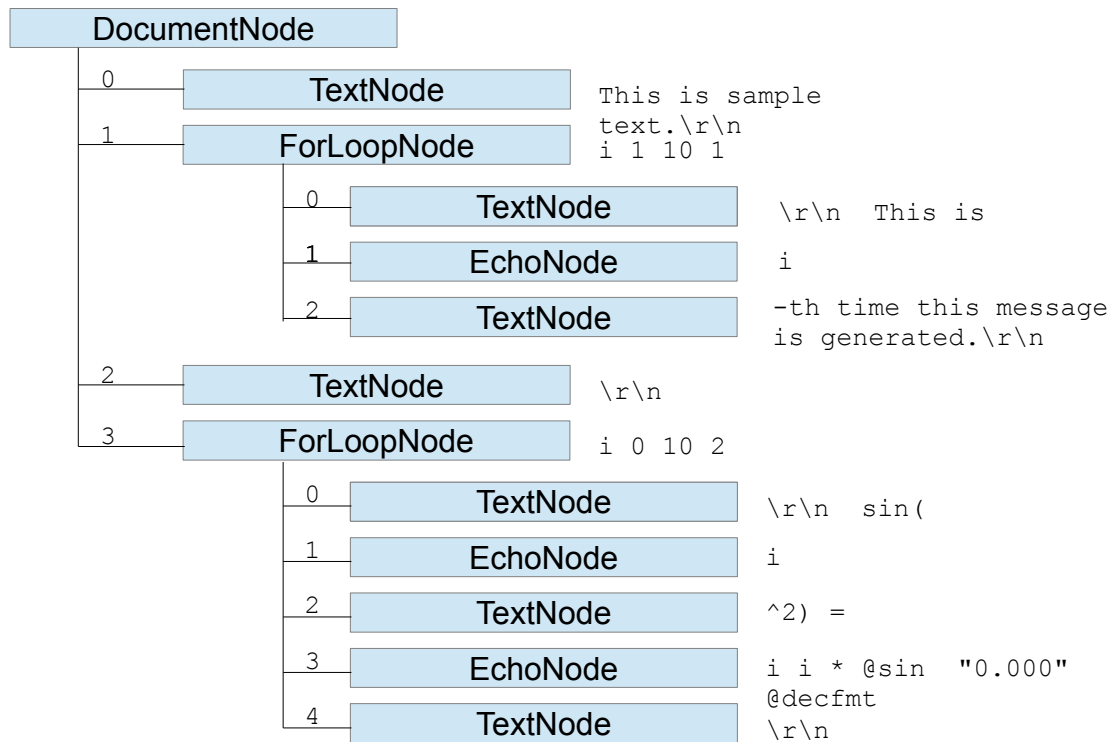 DocumentNode
0 TextNode This is sample
text.\r\n
1 ForLoopNode i 1 10 1
0 TextNode \r\n  This is
1 EchoNode i
2 TextNode -th time this message
is generated.\r\n
2 TextNode \r\n
3 ForLoopNode i 0 10 2
0 TextNode \r\n  sin(
1 EchoNode i
2 TextNode ^2) =
3 EchoNode i i * @sin  "0.000"
@decfmt
4 TextNode \r\n